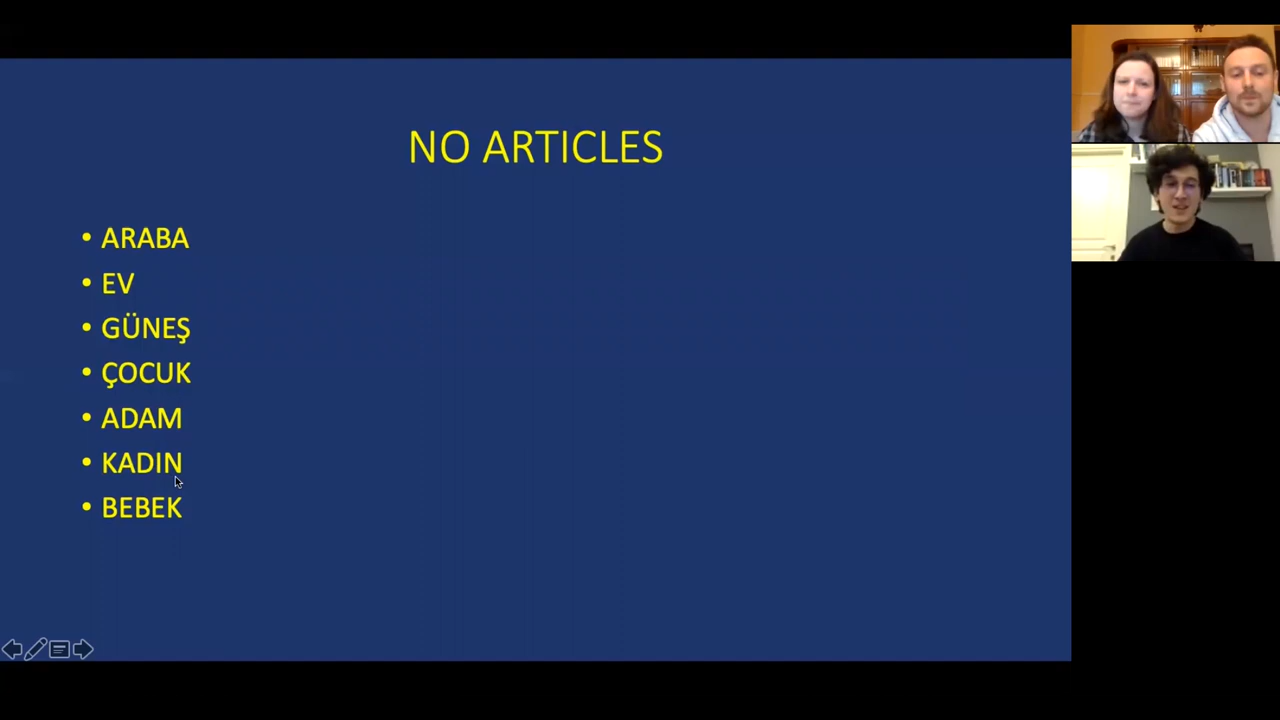 NO ARTICLES
• ARABA
• EV
• GÜNEŞ
• ÇOCUK
• ADAM
• KADIN
• BEBEK